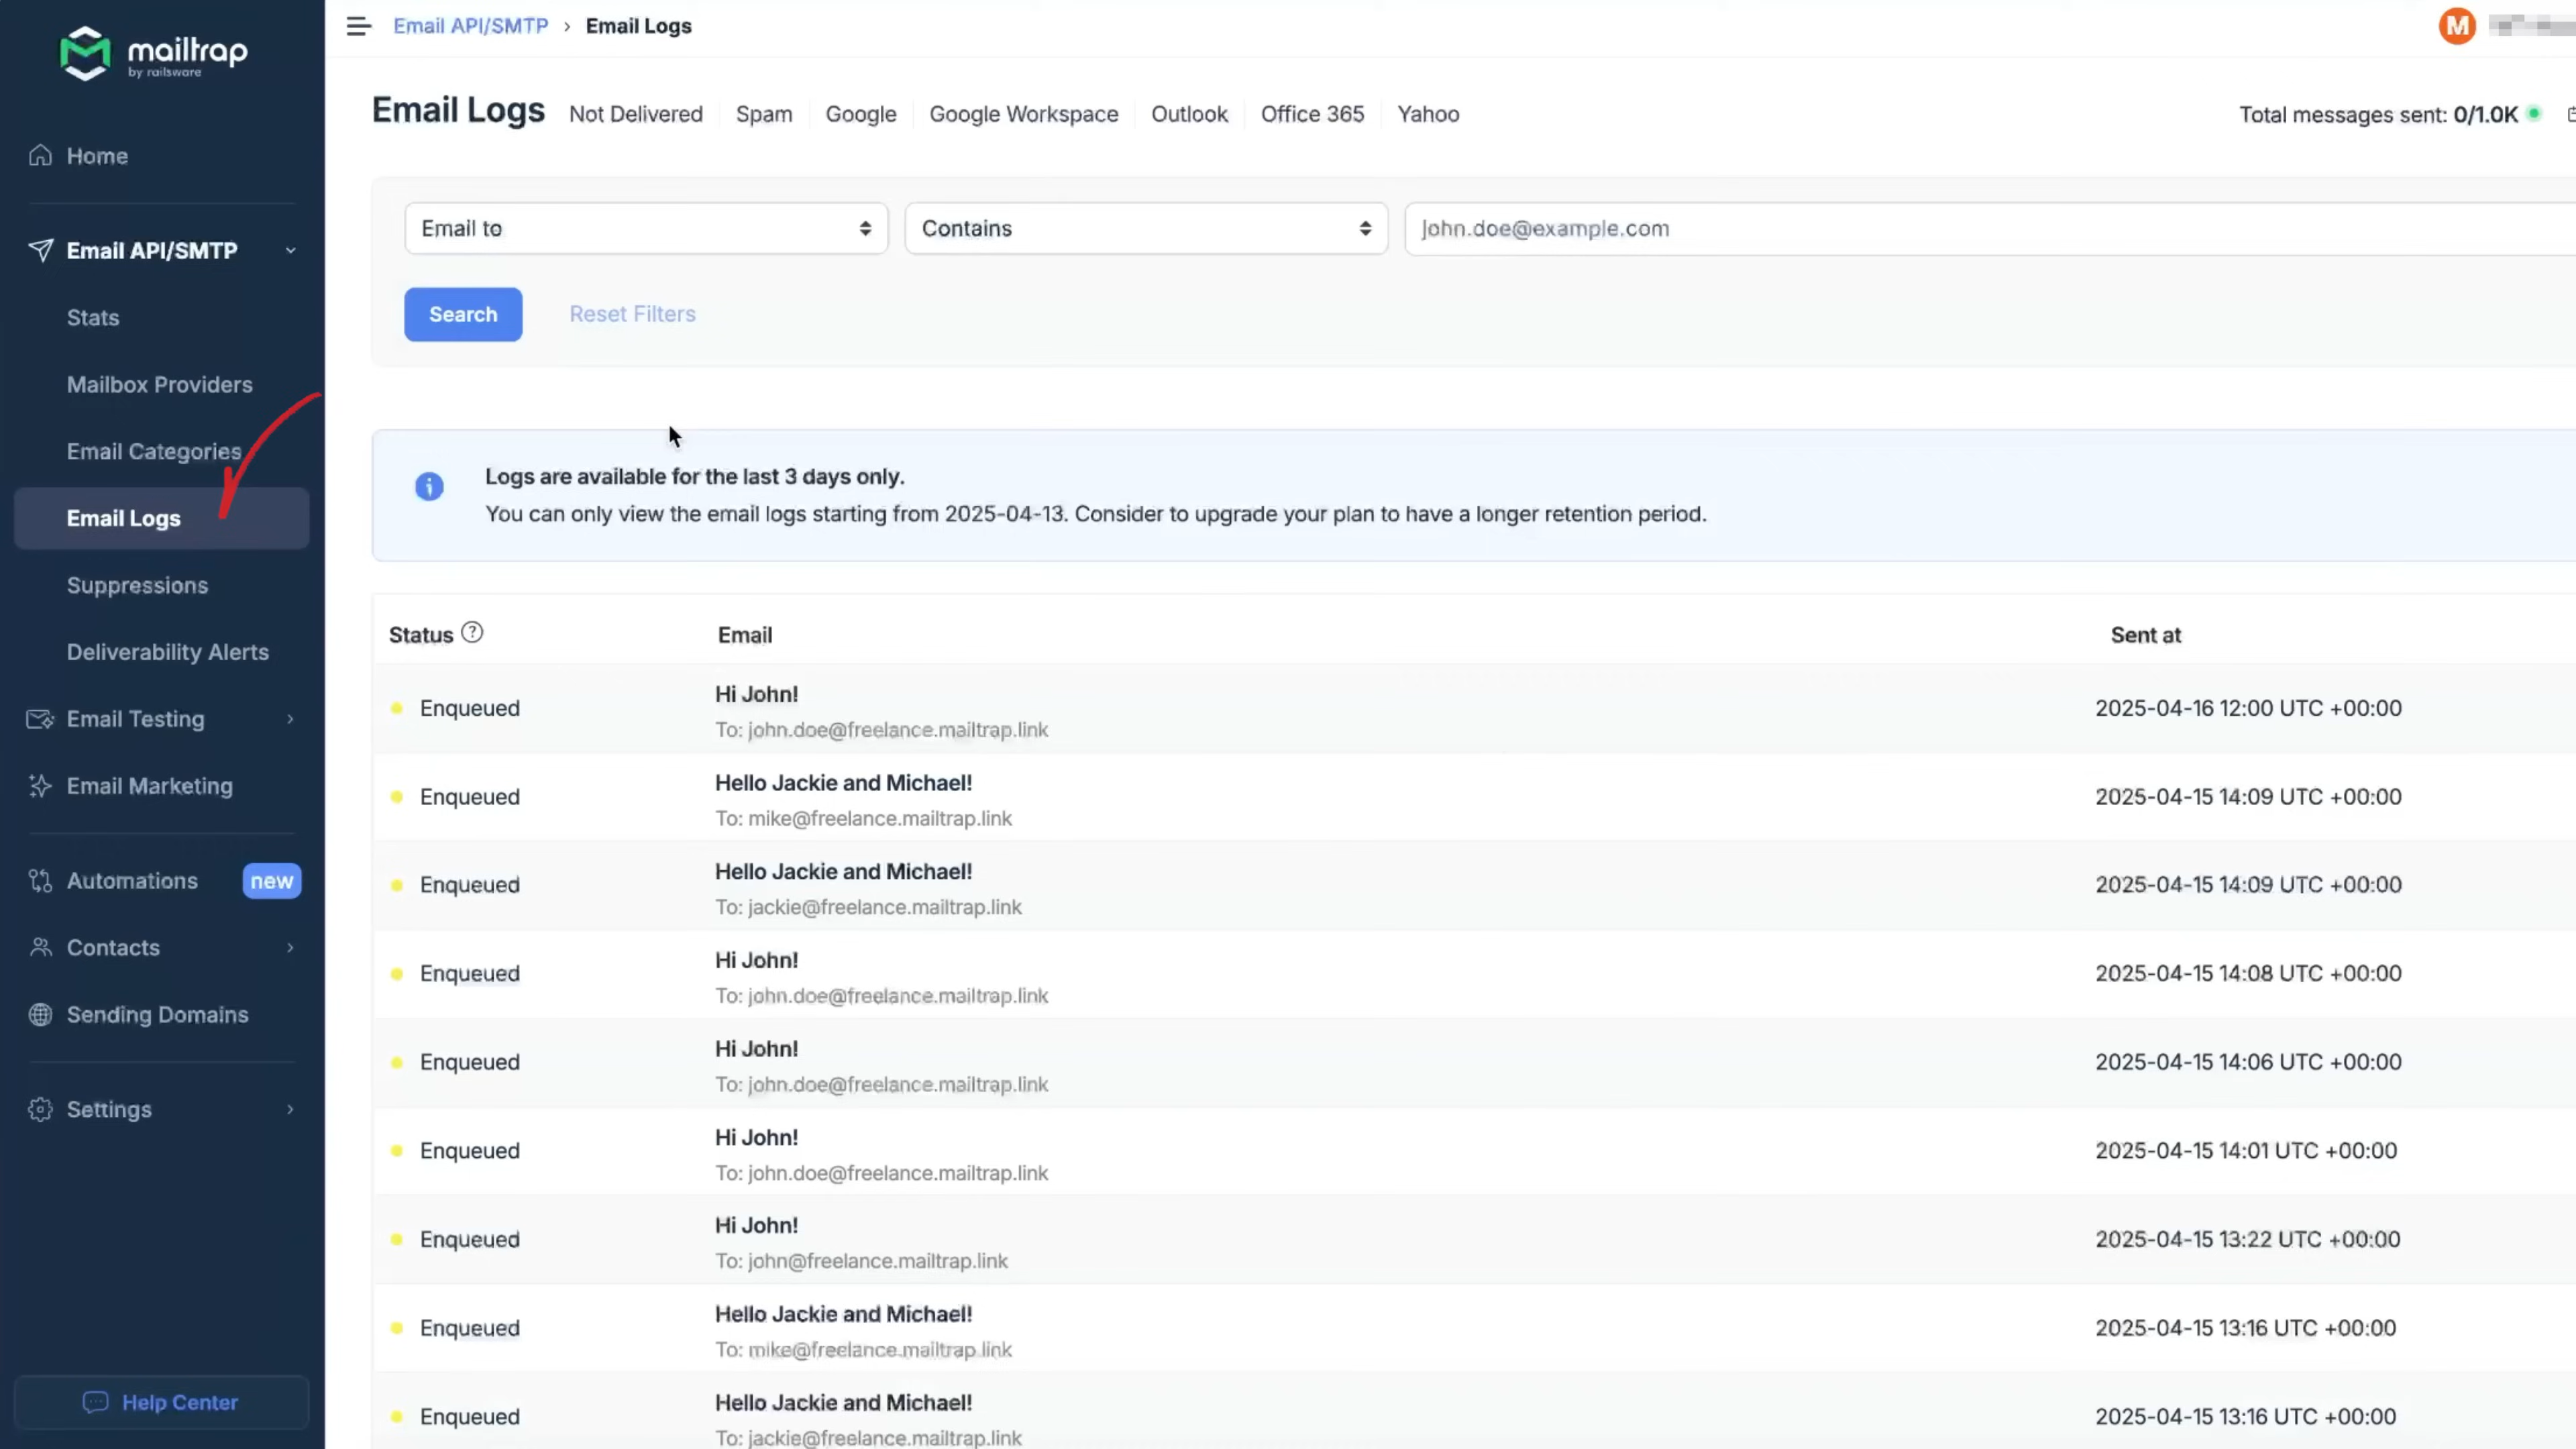 mailtrap
by railsware
Home
Email API/SMTP
Stats
Mailbox Providers
Email Categories
Email Logs
Suppressions
Deliverability Alerts
Email Testing
Email Marketing
Automations new
Contacts
Sending Domains
Settings
Help Center
Email API/SMTP › Email Logs
M
Email Logs Not Delivered Spam Google Google Workspace Outlook Office 365 Yahoo Total messages sent: 0/1.0K
Email to Contains john.doe@example.com
Search Reset Filters
Logs are available for the last 3 days only.
You can only view the email logs starting from 2025-04-13. Consider to upgrade your plan to have a longer retention period.
Status ? Email Sent at
Hi John!
Enqueued 2025-04-16 12:00 UTC +00:00
To: john.doe@freelance.mailtrap.link
Hello Jackie and Michael!
Enqueued 2025-04-15 14:09 UTC +00:00
To: mike@freelance.mailtrap.link
Hello Jackie and Michael!
Enqueued 2025-04-15 14:09 UTC +00:00
To: jackie@freelance.mailtrap.link
Hi John!
Enqueued 2025-04-15 14:08 UTC +00:00
To: john.doe@freelance.mailtrap.link
Hi John!
Enqueued 2025-04-15 14:06 UTC +00:00
To: john.doe@freelance.mailtrap.link
Hi John!
Enqueued 2025-04-15 14:01 UTC +00:00
To: john.doe@freelance.mailtrap.link
Hi John!
Enqueued 2025-04-15 13:22 UTC +00:00
To: john@freelance.mailtrap.link
Hello Jackie and Michael!
Enqueued 2025-04-15 13:16 UTC +00:00
To: mike@freelance.mailtrap.link
Hello Jackie and Michael!
Enqueued 2025-04-15 13:16 UTC +00:00
To: jackie@freelance.mailtrap.link